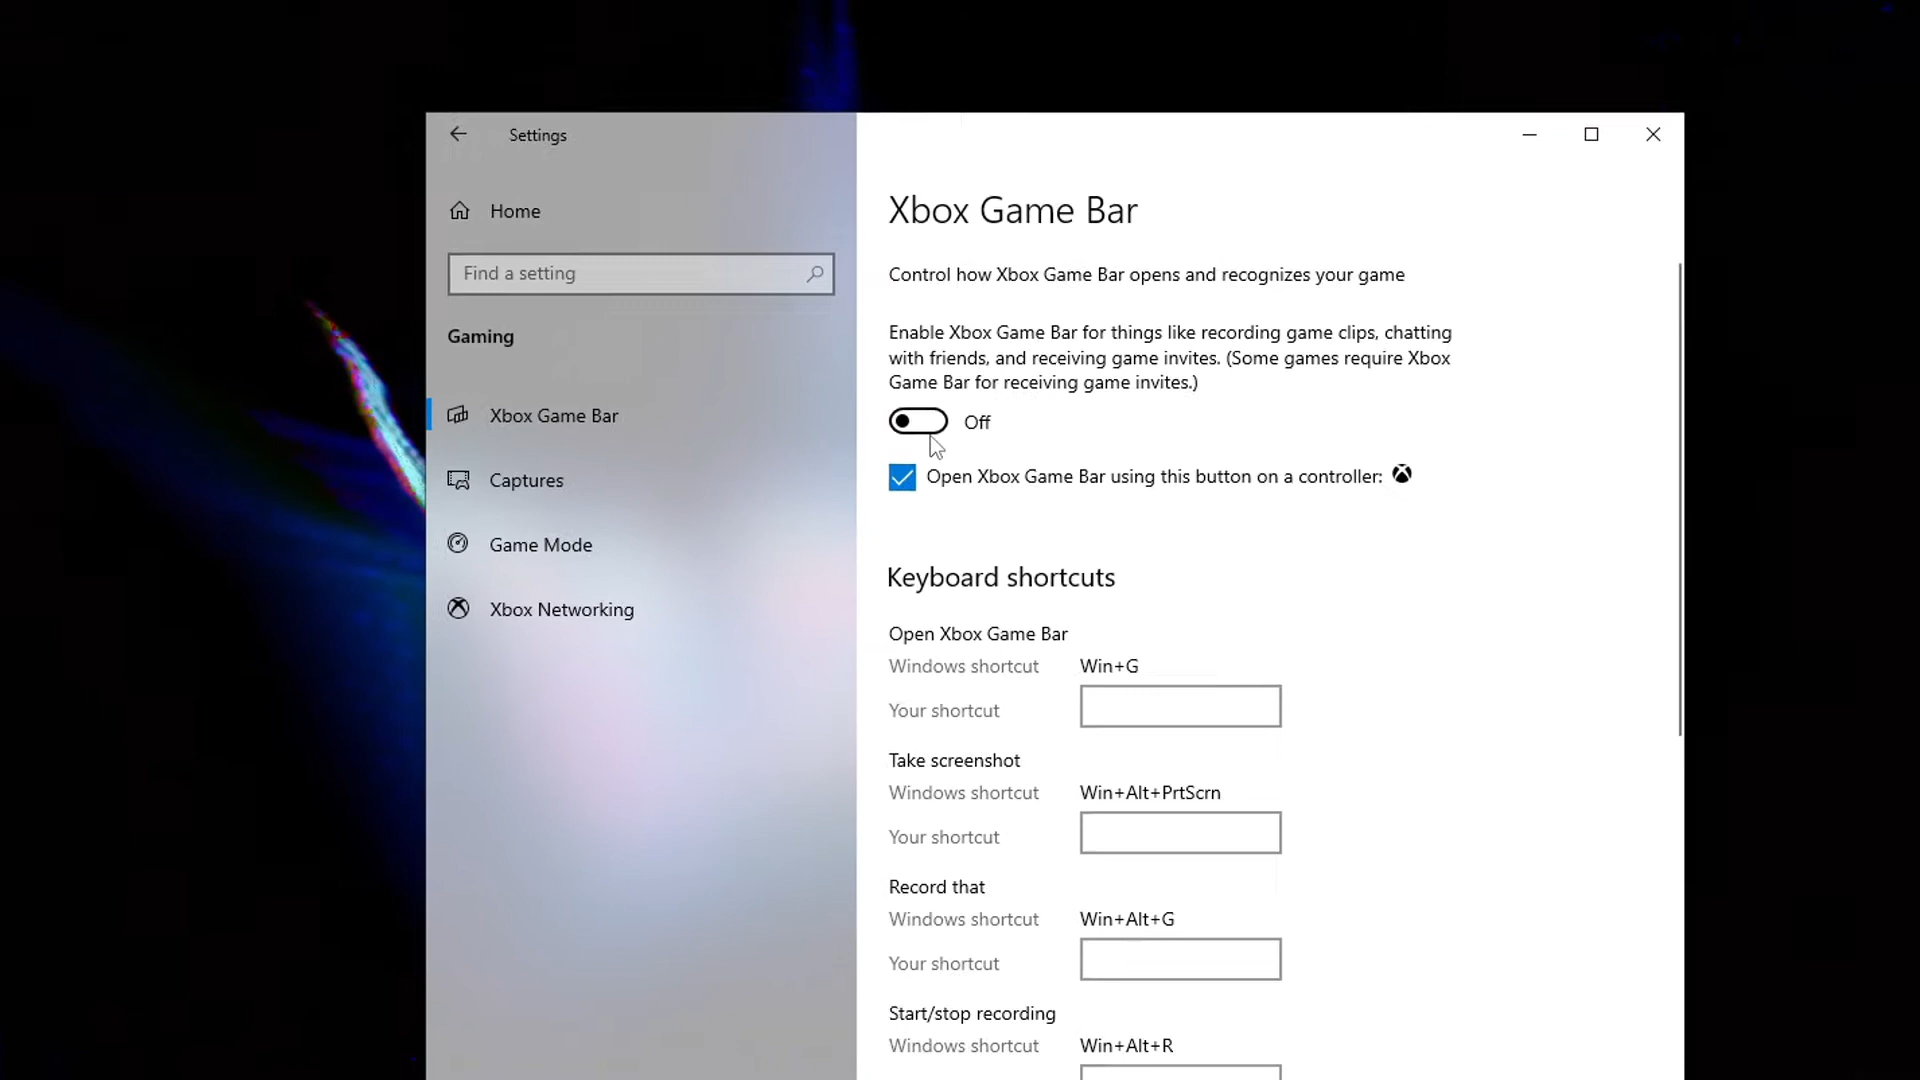 Settings
Home
Find a setting
Gaming
Xbox Game Bar
Captures
Game Mode
Xbox Networking
Xbox Game Bar
Control how Xbox Game Bar opens and recognizes your game
Enable Xbox Game Bar for things like recording game clips, chatting
with friends, and receiving game invites. (Some games require Xbox
Game Bar for receiving game invites.)
Off
Open Xbox Game Bar using this button on a controller:
Keyboard shortcuts
Open Xbox Game Bar
Windows shortcut Win+G
Your shortcut
Take screenshot
Windows shortcut Win+Alt+PrtScrn
Your shortcut
Record that
Windows shortcut Win+Alt+G
Your shortcut
Start/stop recording
Windows shortcut Win+Alt+R